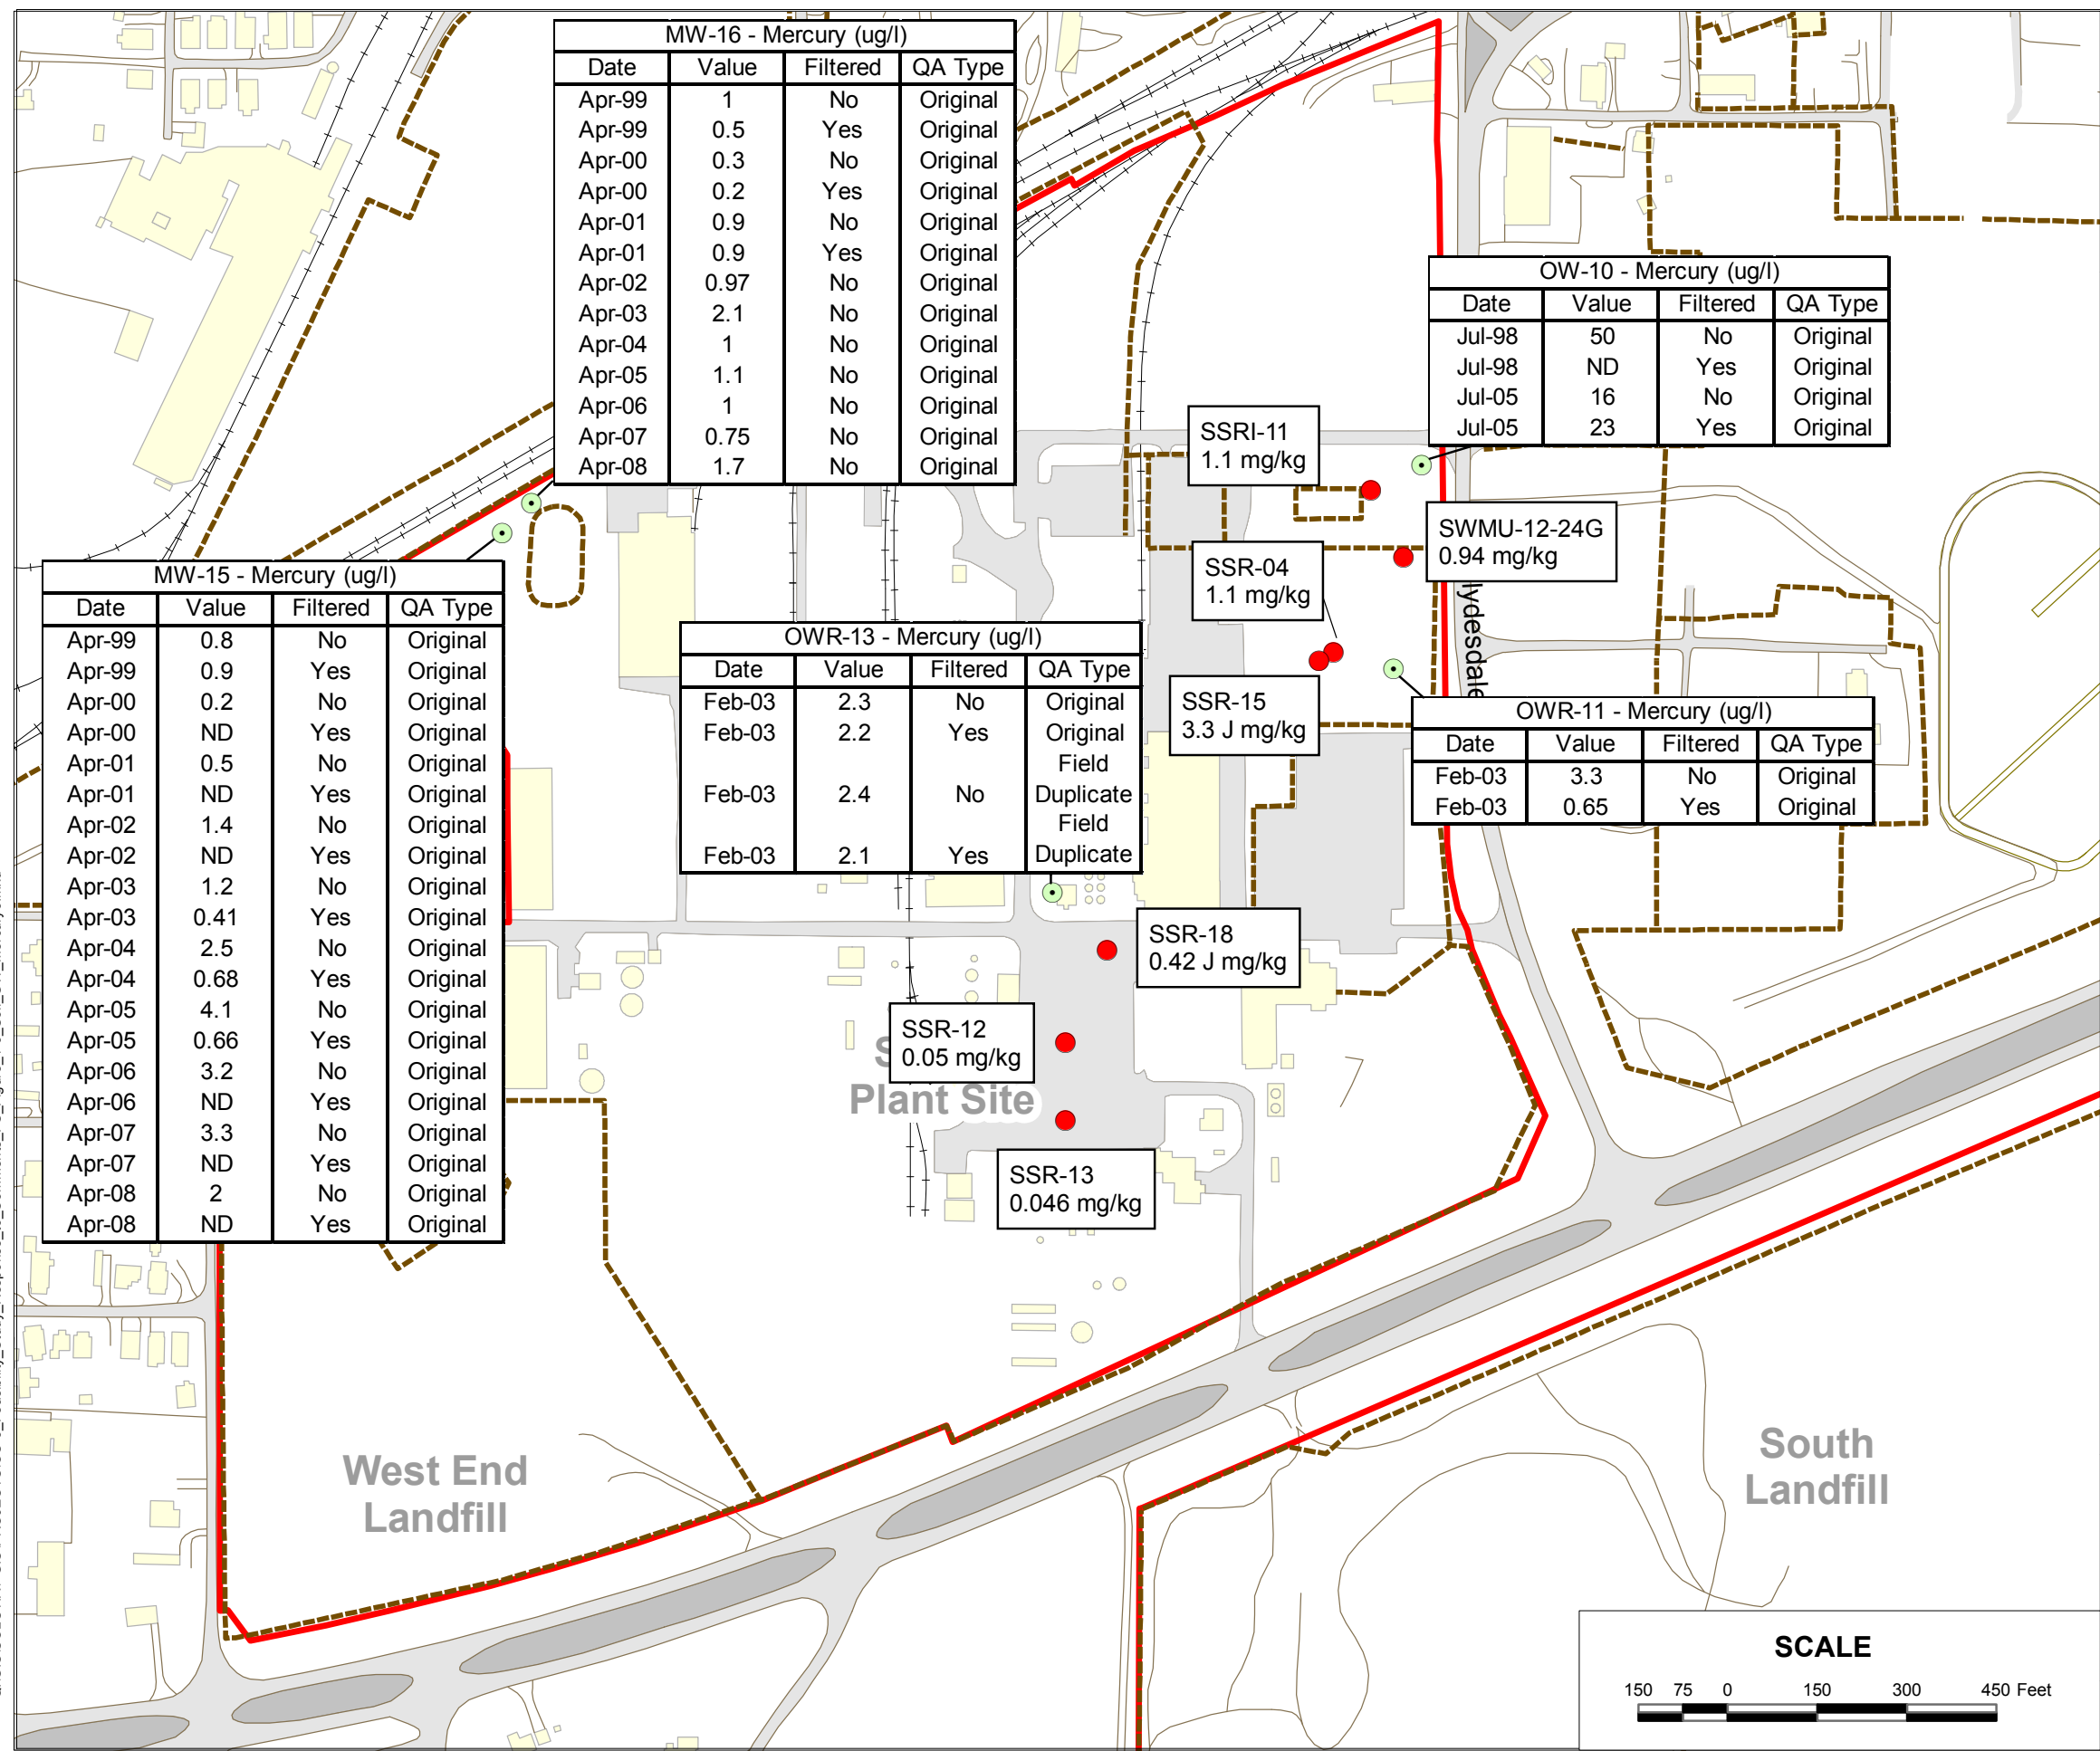 MW-16 - Mercury (ug/l)
Date Value Filtered QA Type
Apr-99 1 No Original
Apr-99 0.5 Yes Original
Apr-00 0.3 No Original
Apr-00 0.2 Yes Original
Apr-01 0.9 No Original
Apr-01 0.9 Yes Original
Apr-02 0.97 No Original
Apr-03 2.1 No Original
Apr-04 1 No Original
Apr-05 1.1 No Original
Apr-06 1 No Original
Apr-07 0.75 No Original
Apr-08 1.7 No Original
OW-10 - Mercury (ug/l)
Date Value Filtered QA Type
Jul-98 50 No Original
Jul-98 ND Yes Original
Jul-05 16 No Original
Jul-05 23 Yes Original
SSRI-11
1.1 mg/kg
SWMU-12-24G
0.94 mg/kg
SSR-04
1.1 mg/kg
lydesdale
MW-15 - Mercury (ug/l)
Date Value Filtered QA Type
Apr-99 0.8 No Original
Apr-99 0.9 Yes Original
Apr-00 0.2 No Original
Apr-00 ND Yes Original
Apr-01 0.5 No Original
Apr-01 ND Yes Original
Apr-02 1.4 No Original
Apr-02 ND Yes Original
Apr-03 1.2 No Original
Apr-03 0.41 Yes Original
Apr-04 2.5 No Original
Apr-04 0.68 Yes Original
Apr-05 4.1 No Original
Apr-05 0.66 Yes Original
Apr-06 3.2 No Original
Apr-06 ND Yes Original
Apr-07 3.3 No Original
Apr-07 ND Yes Original
Apr-08 2 No Original
Apr-08 ND Yes Original
OWR-13 - Mercury (ug/l)
Date Value Filtered QA Type
Feb-03 2.3 No Original
Feb-03 2.2 Yes Original
Field
Feb-03 2.4 No Duplicate
Field
Feb-03 2.1 Yes Duplicate
SSR-15
3.3 J mg/kg
OWR-11 - Mercury (ug/l)
Date Value Filtered QA Type
Feb-03 3.3 No Original
Feb-03 0.65 Yes Original
SSR-18
0.42 J mg/kg
SSR-12
0.05 mg/kg
Plant Site
SSR-13
0.046 mg/kg
West End
Landfill
South
Landfill
SCALE
150 75 0 150 300 450 Feet